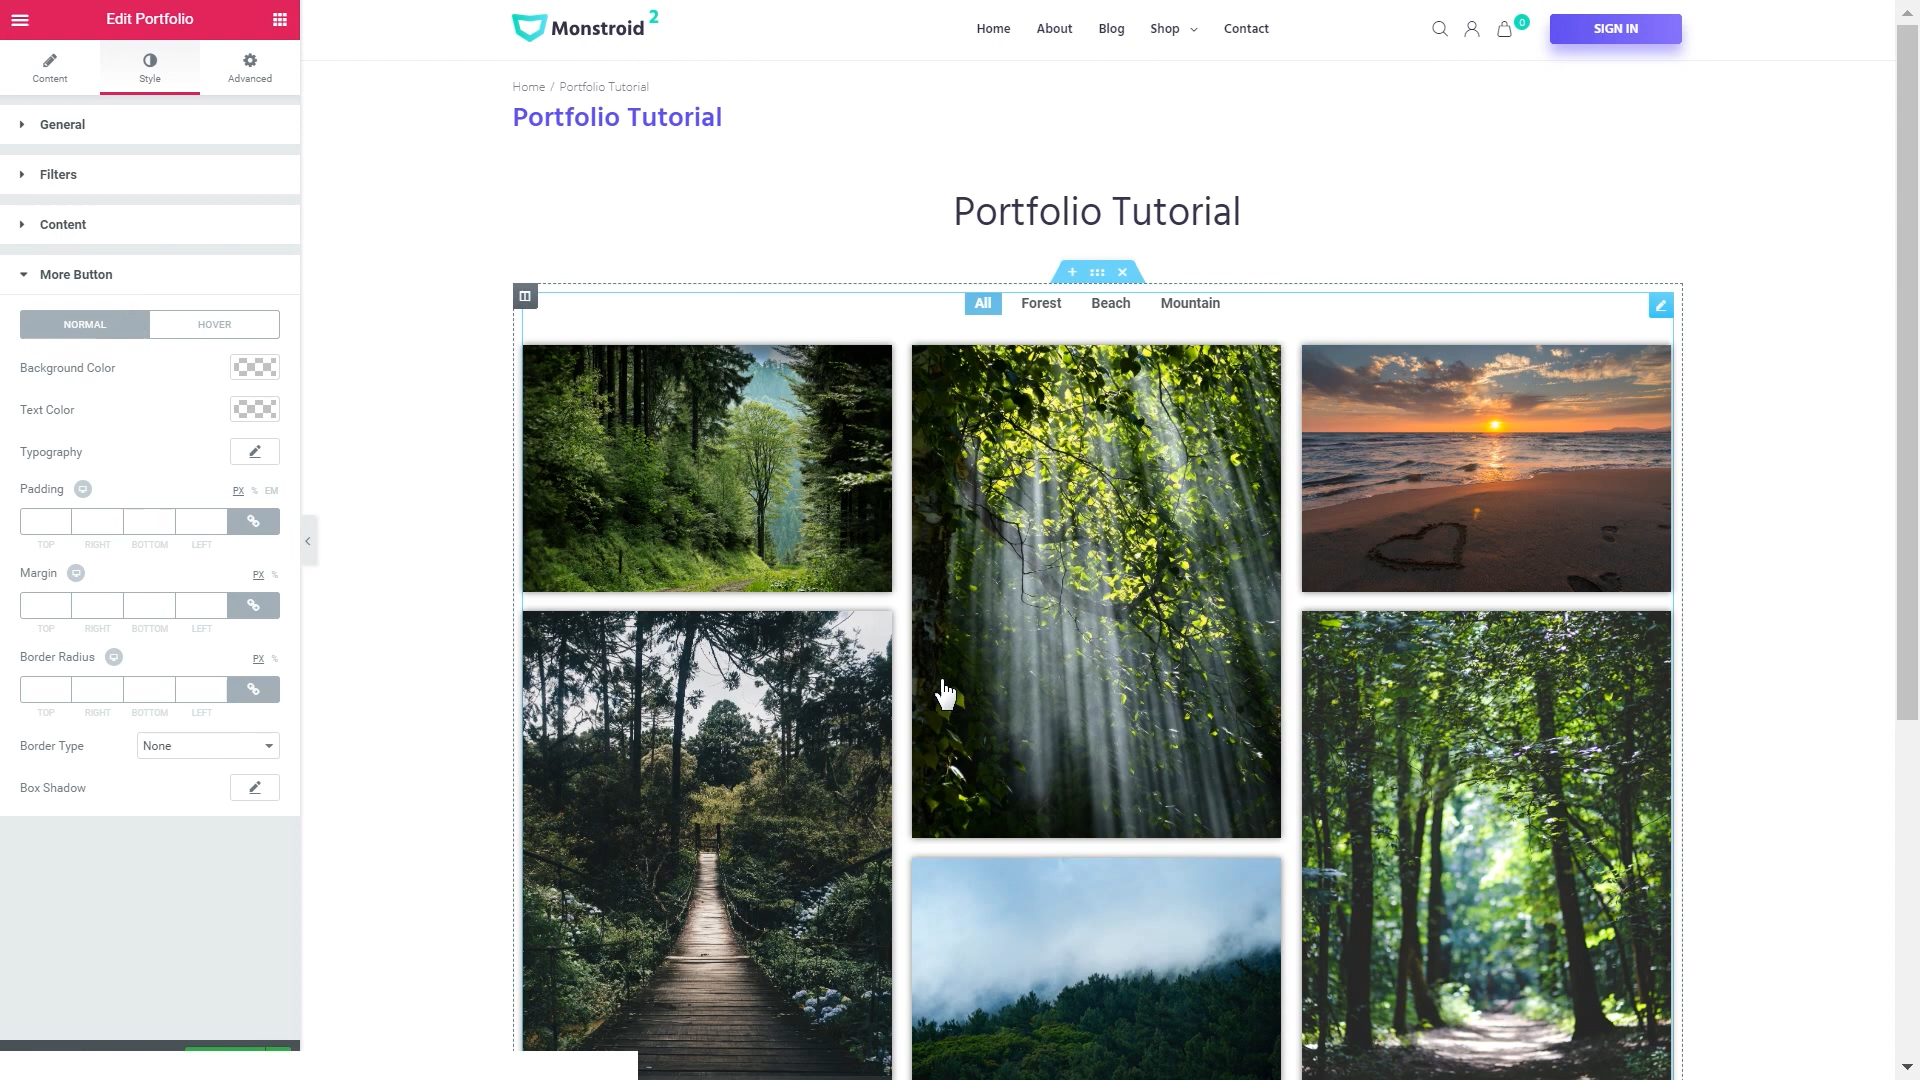 Edit Portfolio
Content
Style
Advanced
General
Filters
Content
More Button
NORMAL
HOVER
Background Color
Text Color
Typography
Padding
PX % EM
TOP RIGHT BOTTOM LEFT
Margin
PX %
TOP RIGHT BOTTOM LEFT
Border Radius
PX %
TOP RIGHT BOTTOM LEFT
Border Type
None
Box Shadow
Monstroid 2
Home
About
Blog
Shop
Contact
0
SIGN IN
Home / Portfolio Tutorial
Portfolio Tutorial
Portfolio Tutorial
All
Forest
Beach
Mountain